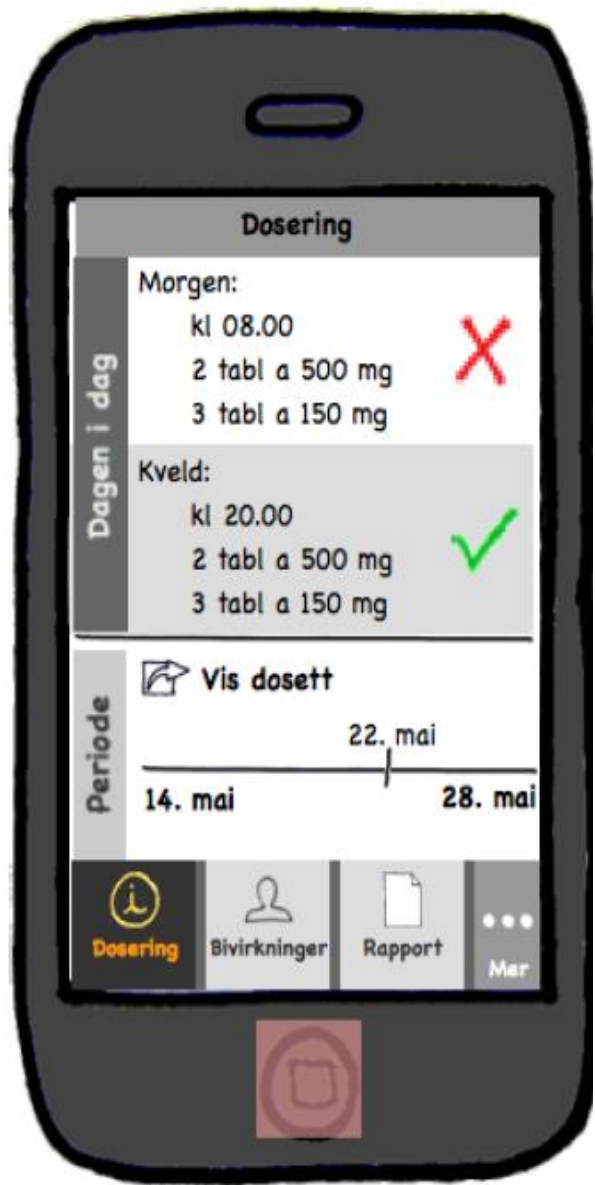 Dosering
Dagen i dag
Morgen:
kl 08.00
2 tabl a 500 mg
3 tabl a 150 mg
Kveld:
kl 20.00
2 tabl a 500 mg
3 tabl a 150 mg
Periode
Vis dosett
22. mai
14. mai 28. mai
Dosering Bivirkninger Rapport Mer